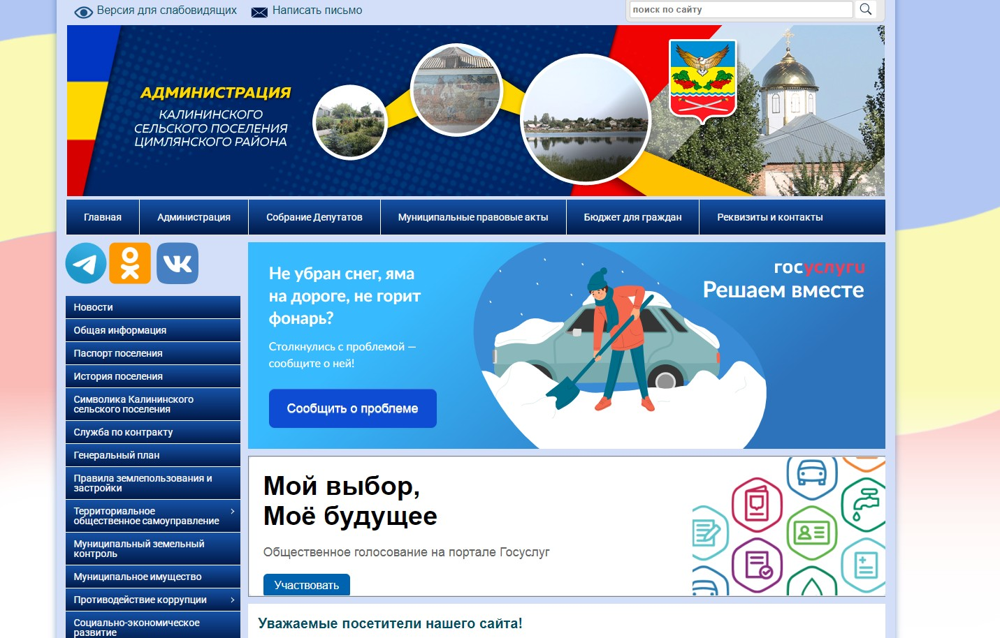 Версия для слабовидящих
Написать письмо
поиск по сайту
АДМИНИСТРАЦИЯ
КАЛИНИНСКОГО
СЕЛЬСКОГО ПОСЕЛЕНИЯ
ЦИМЛЯНСКОГО РАЙОНА
Главная
Администрация
Собрание Депутатов
Муниципальные правовые акты
Бюджет для граждан
Реквизиты и контакты
Новости
Общая информация
Паспорт поселения
История поселения
Символика Калининского
сельского поселения
Служба по контракту
Генеральный план
Правила землепользования и
застройки
Территориальное
общественное самоуправление
Муниципальный земельный
контроль
Муниципальное имущество
Противодействие коррупции
Социально-экономическое
развитие
Не убран снег, яма
на дороге, не горит
фонарь?
Столкнулись с проблемой —
сообщите о ней!
Сообщить о проблеме
госуслуги
Решаем вместе
Мой выбор,
Моё будущее
Общественное голосование на портале Госуслуг
Участвовать
Уважаемые посетители нашего сайта!